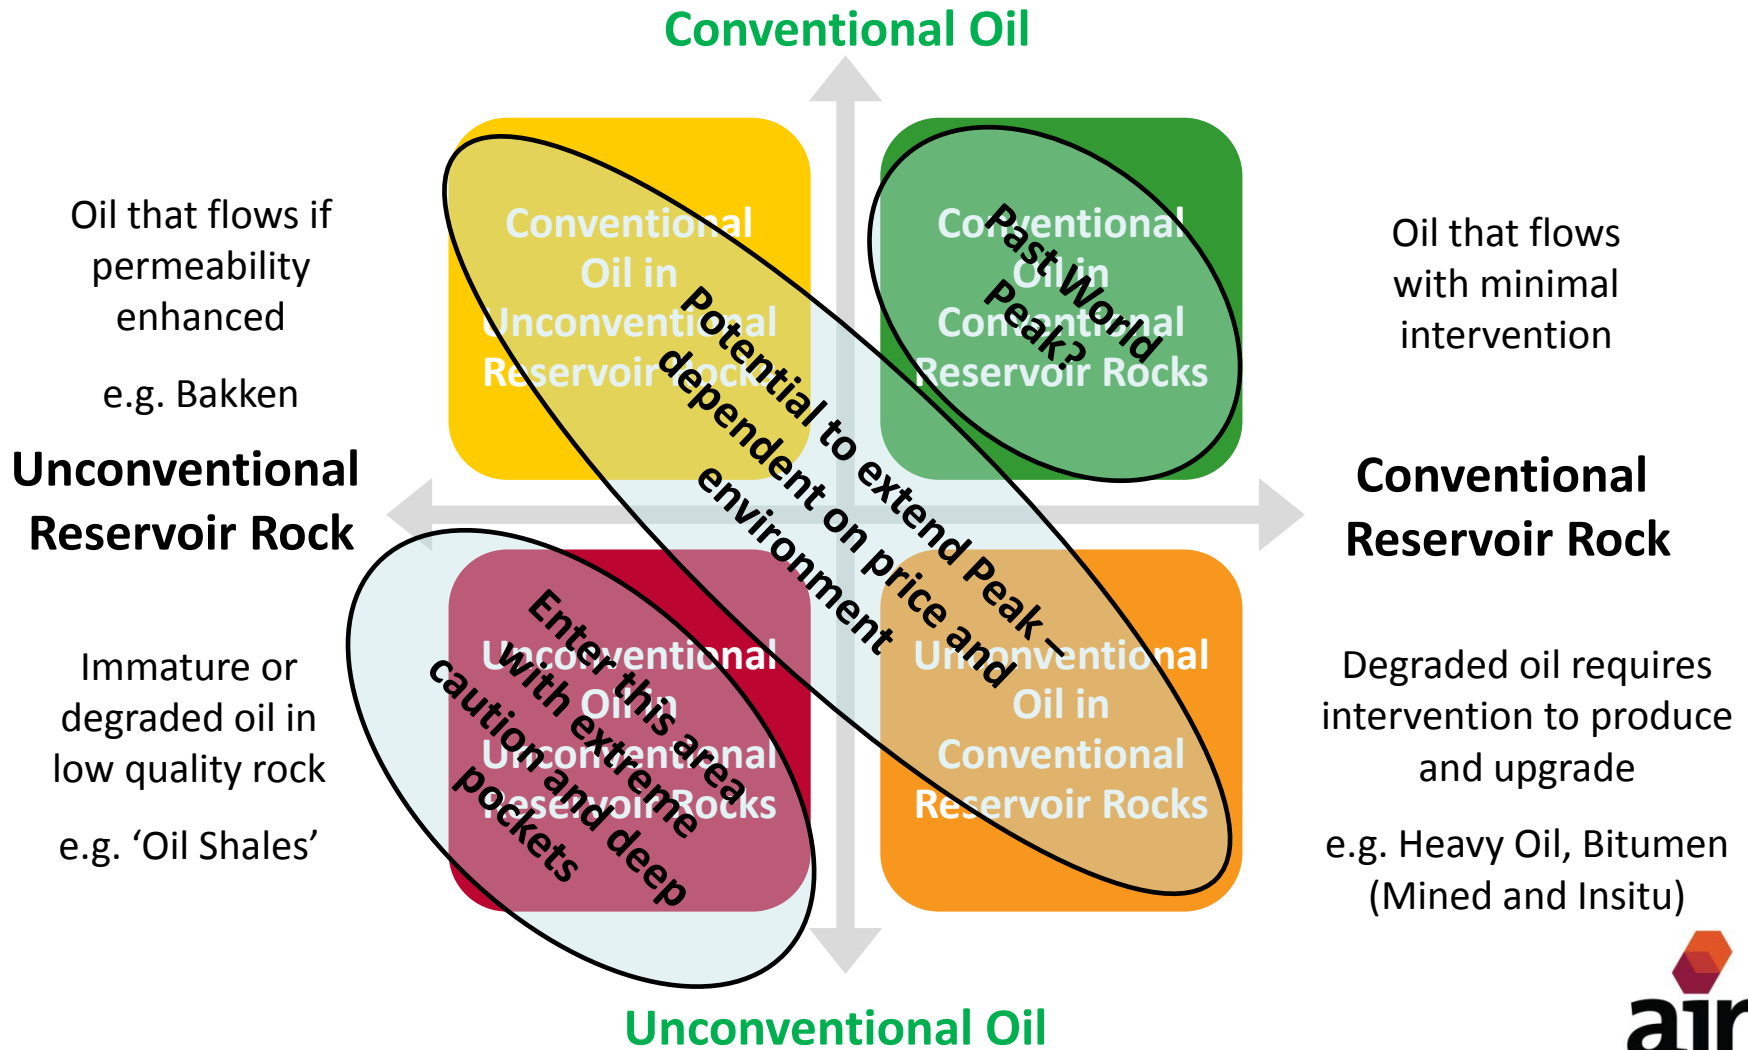 Conventional Oil
Oil that flows if
permeability
enhanced
e.g. Bakken
Conventional
Oil in
Unconventional
Reservoir Rocks
Conventional
Oil in
Conventional
Reservoir Rocks
Past World
Peak?
Oil that flows
with minimal
intervention
Potential to extend Peak –
dependent on price and
environment
Unconventional
Reservoir Rock
Conventional
Reservoir Rock
Immature or
degraded oil in
low quality rock
e.g. ‘Oil Shales’
Unconventional
Oil in
Unconventional
Reservoir Rocks
Enter this area
with extreme
caution and deep
pockets
Unconventional
Oil in
Conventional
Reservoir Rocks
Degraded oil requires
intervention to produce
and upgrade
e.g. Heavy Oil, Bitumen
(Mined and Insitu)
Unconventional Oil
air